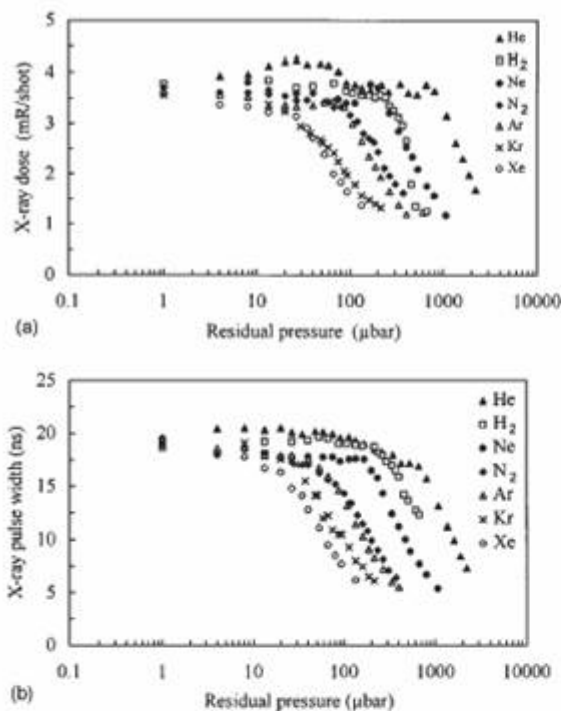 5
4
3
2
1
0
X-ray dose (mR/shot)
He
H₂
Ne
N₂
Ar
Kr
Xe
0.1 1 10 100 1000 10000
(a) Residual pressure (µbar)
25
20
15
10
5
0
X-ray pulse width (ns)
He
H₂
Ne
N₂
Ar
Kr
Xe
0.1 1 10 100 1000 10000
(b) Residual pressure (µbar)